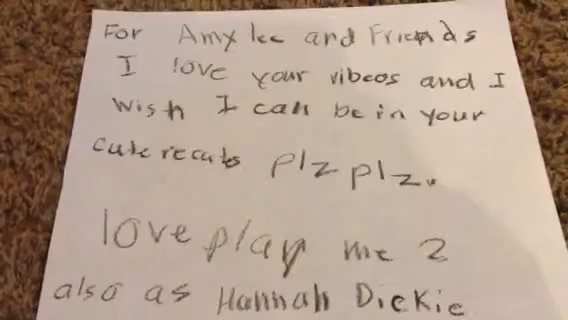 For Amy lee and Friends
I love your vibeos and I
wish I can be in your
cute recuts plz plz.
love play me 2
also as Hannah Dickie